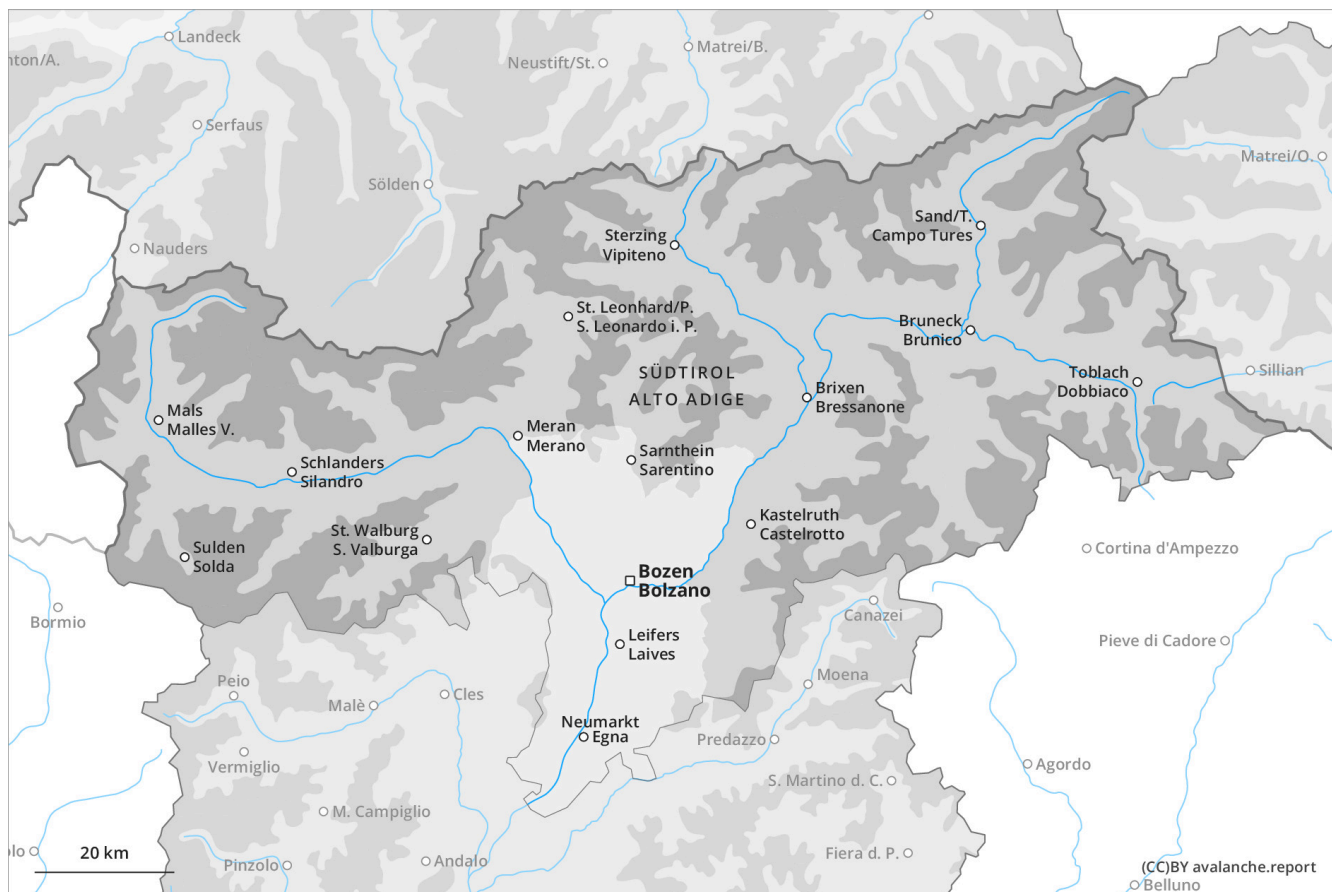 Landeck
nton/A.
Matrei/B.
Neustift/St.
Serfaus
Matrei/O.
Sölden
Sand/T.
Campo Tures
Nauders
Sterzing
Vipiteno
St. Leonhard/P.
S. Leonardo i. P.
Bruneck
Brunico
SÜDTIROL
ALTO ADIGE
Toblach
Dobbiaco
Sillian
Brixen
Bressanone
Mals
Malles V.
Meran
Merano
Sarnthein
Sarentino
Schlanders
Silandro
Kastelruth
Castelrotto
St. Walburg
S. Valburga
Sulden
Solda
Cortina d'Ampezzo
Bozen
Bolzano
Bormio
Canazei
Leifers
Laives
Pieve di Cadore
Peio
Moena
Malè
Cles
Neumarkt
Egna
Predazzo
Vermiglio
Agordo
S. Martino d. C.
M. Campiglio
olo
20 km
Pinzolo
Andalo
Fiera d. P.
(CC)BY avalanche.report
Belluno